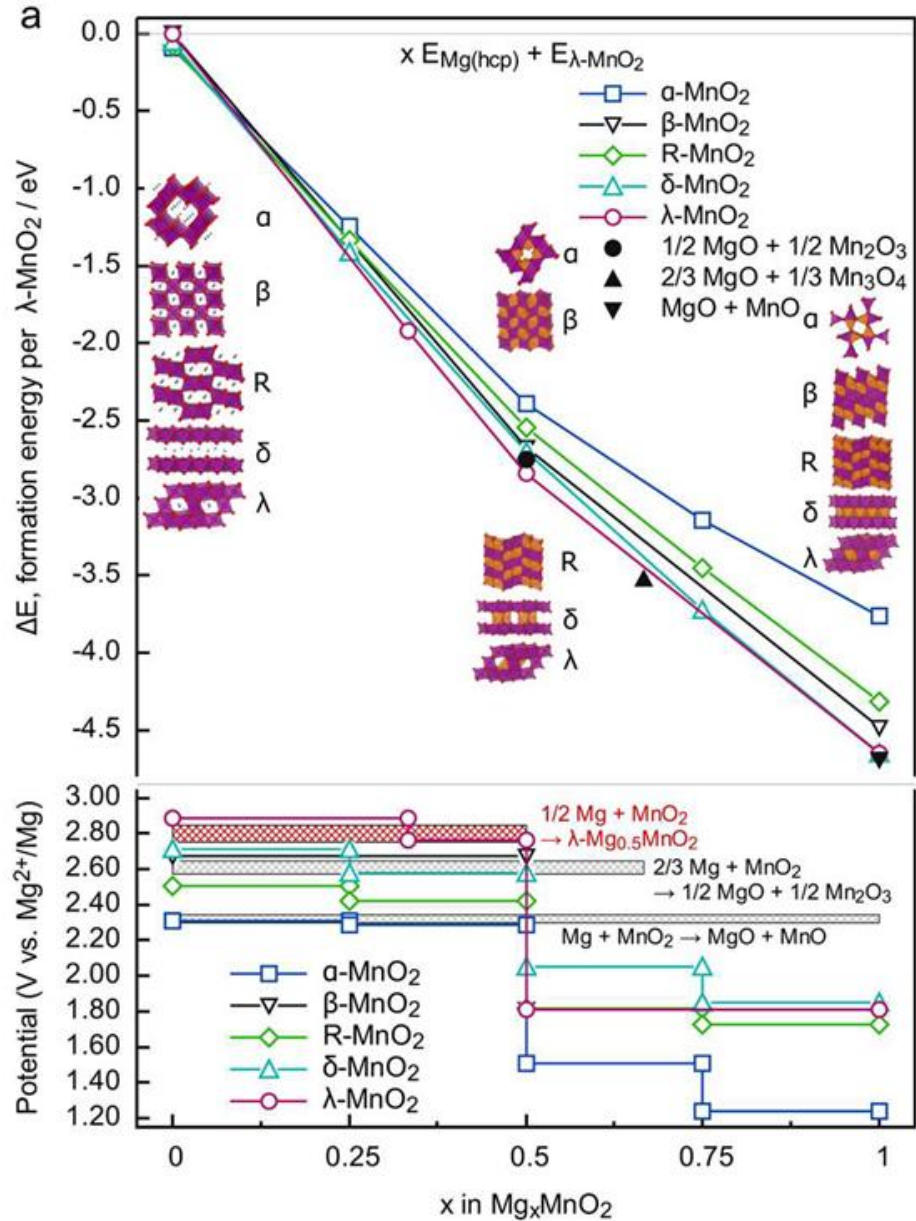 a
x E_Mg(hcp) + E_λ-MnO₂
α-MnO₂
β-MnO₂
R-MnO₂
δ-MnO₂
λ-MnO₂
1/2 MgO + 1/2 Mn₂O₃
2/3 MgO + 1/3 Mn₃O₄
MgO + MnO
ΔE, formation energy per λ-MnO₂ / eV
-0.0
-0.5
-1.0
-1.5
-2.0
-2.5
-3.0
-3.5
-4.0
-4.5
α
β
R
δ
λ
α
β
R
δ
λ
α
β
R
δ
λ
Potential (V vs. Mg²⁺/Mg)
3.00
2.80
2.60
2.40
2.20
2.00
1.80
1.60
1.40
1.20
1/2 Mg + MnO₂
→ λ-Mg₀.₅MnO₂
2/3 Mg + MnO₂
→ 1/2 MgO + 1/2 Mn₂O₃
Mg + MnO₂ → MgO + MnO
α-MnO₂
β-MnO₂
R-MnO₂
δ-MnO₂
λ-MnO₂
0 0.25 0.5 0.75 1
x in MgₓMnO₂